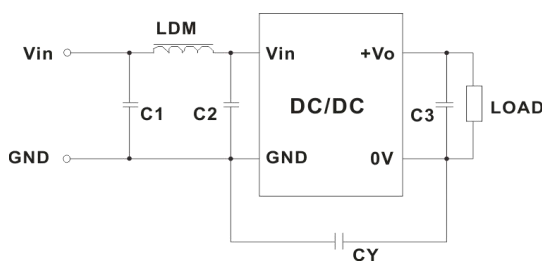 LDM
Vin
Vin
+Vo
C1
C2
DC/DC
C3
LOAD
GND
GND
0V
CY